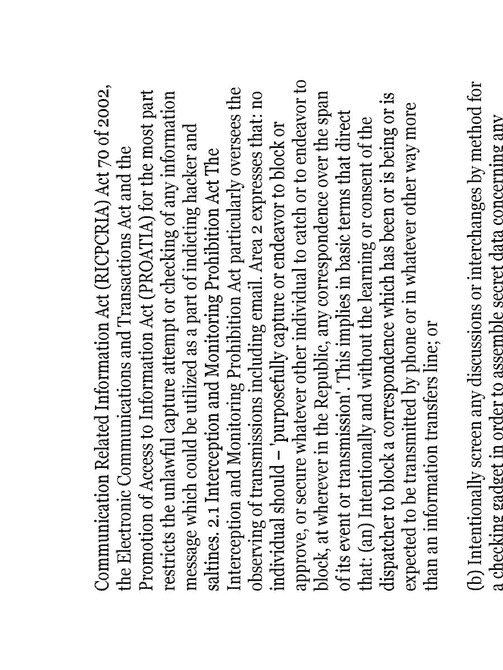 Communication Related Information Act (RICPCRIA) Act 70 of 2002,
the Electronic Communications and Transactions Act and the
Promotion of Access to Information Act (PROATIA) for the most part
restricts the unlawful capture attempt or checking of any information
message which could be utilized as a part of indicting hacker and
saltines. 2.1 Interception and Monitoring Prohibition Act The
Interception and Monitoring Prohibition Act particularly oversees the
observing of transmissions including email. Area 2 expresses that: no
individual should – 'purposefully capture or endeavor to block or
approve, or secure whatever other individual to catch or to endeavor to
block, at wherever in the Republic, any correspondence over the span
of its event or transmission'. This implies in basic terms that direct
that: (an) Intentionally and without the learning or consent of the
dispatcher to block a correspondence which has been or is being or is
expected to be transmitted by phone or in whatever other way more
than an information transfers line; or
(b) Intentionally screen any discussions or interchanges by method for
a checking gadget in order to assemble secret data concerning any